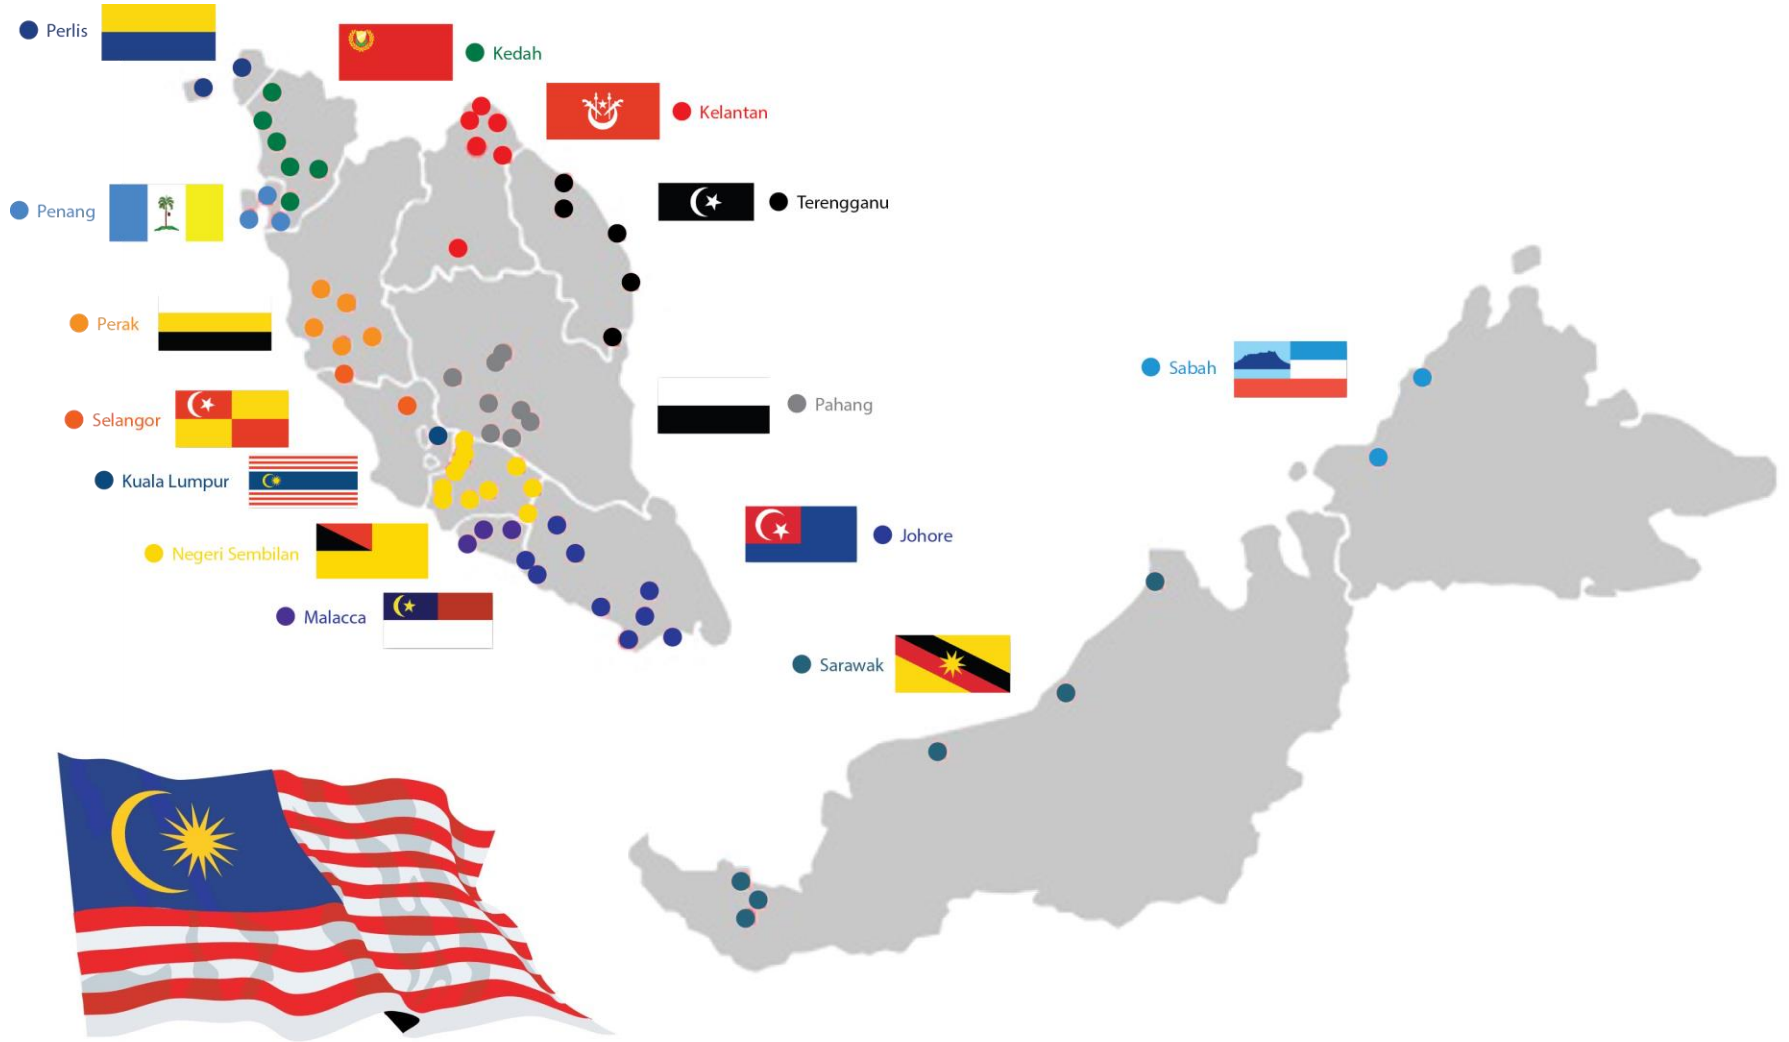 Perlis
Kedah
Kelantan
Terengganu
Penang
Perak
Sabah
Pahang
Selangor
Kuala Lumpur
Johore
Negeri Sembilan
Malacca
Sarawak